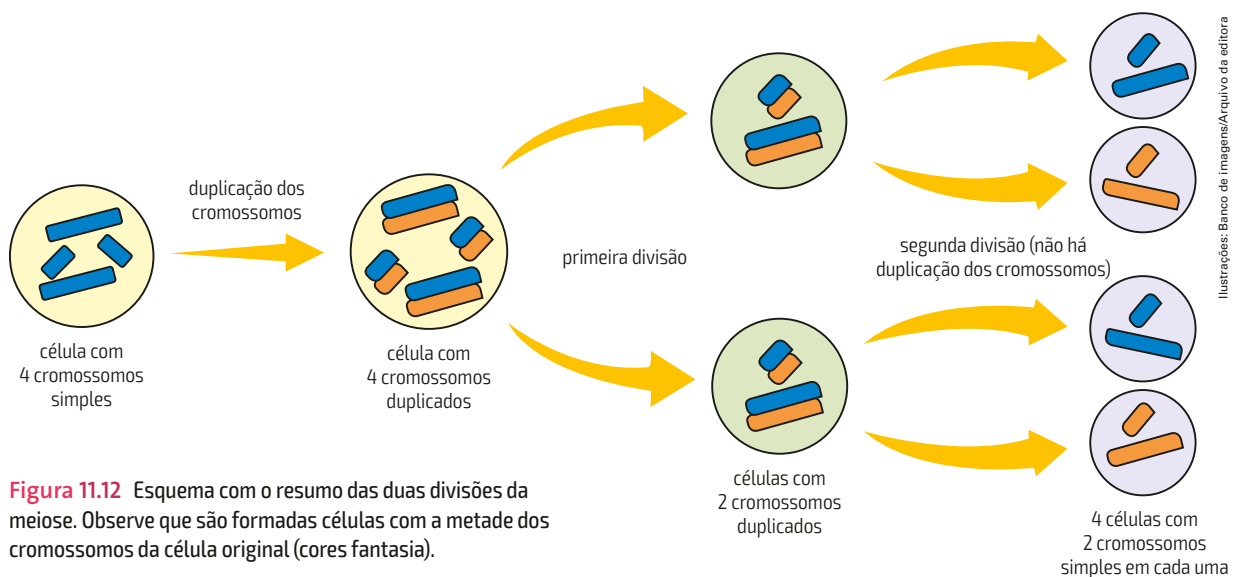 duplicação dos
cromossomos
célula com
4 cromossomos
simples
célula com
4 cromossomos
duplicados
primeira divisão
células com
2 cromossomos
duplicados
segunda divisão (não há
duplicação dos cromossomos)
4 células com
2 cromossomos
simples em cada uma
Ilustrações: Banco de imagens/Arquivo da editora
Figura 11.12 Esquema com o resumo das duas divisões da
meiose. Observe que são formadas células com a metade dos
cromossomos da célula original (cores fantasia).